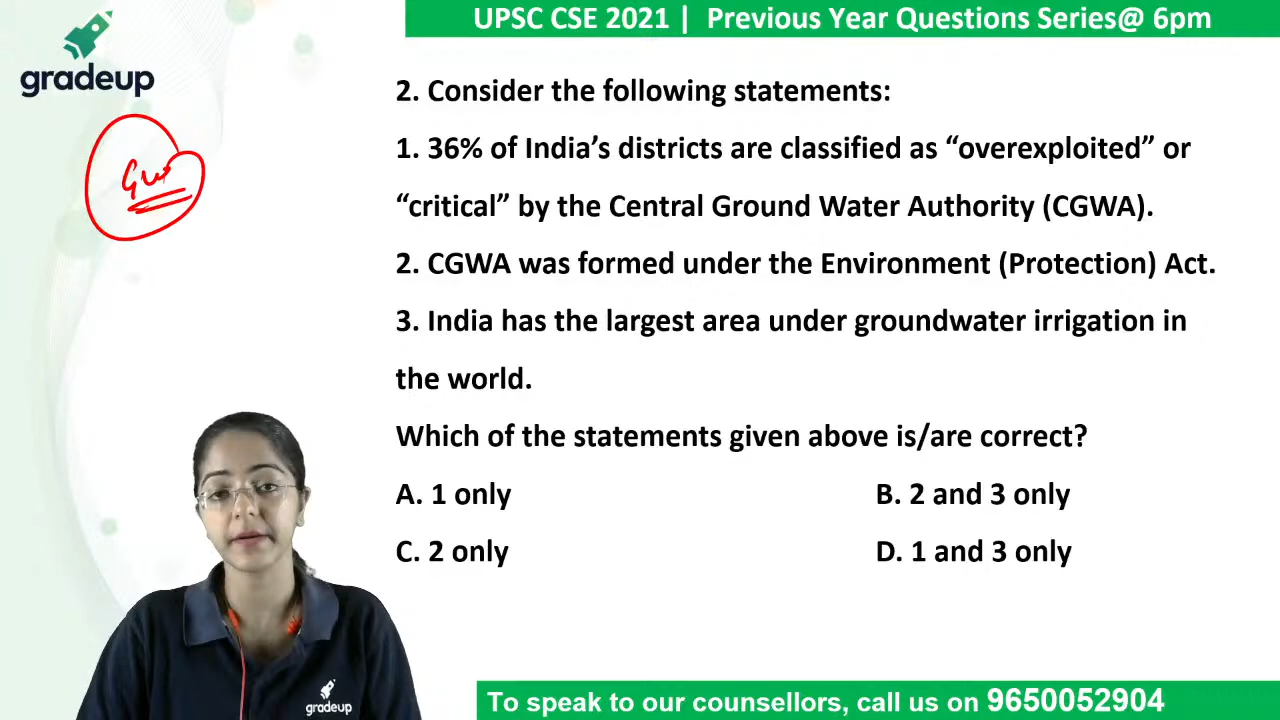 UPSC CSE 2021 | Previous Year Questions Series@ 6pm
gradeup
2. Consider the following statements:
1. 36% of India’s districts are classified as “overexploited” or
“critical” by the Central Ground Water Authority (CGWA).
2. CGWA was formed under the Environment (Protection) Act.
3. India has the largest area under groundwater irrigation in
the world.
Which of the statements given above is/are correct?
A. 1 only
B. 2 and 3 only
C. 2 only
D. 1 and 3 only
gradeup
To speak to our counsellors, call us on 9650052904